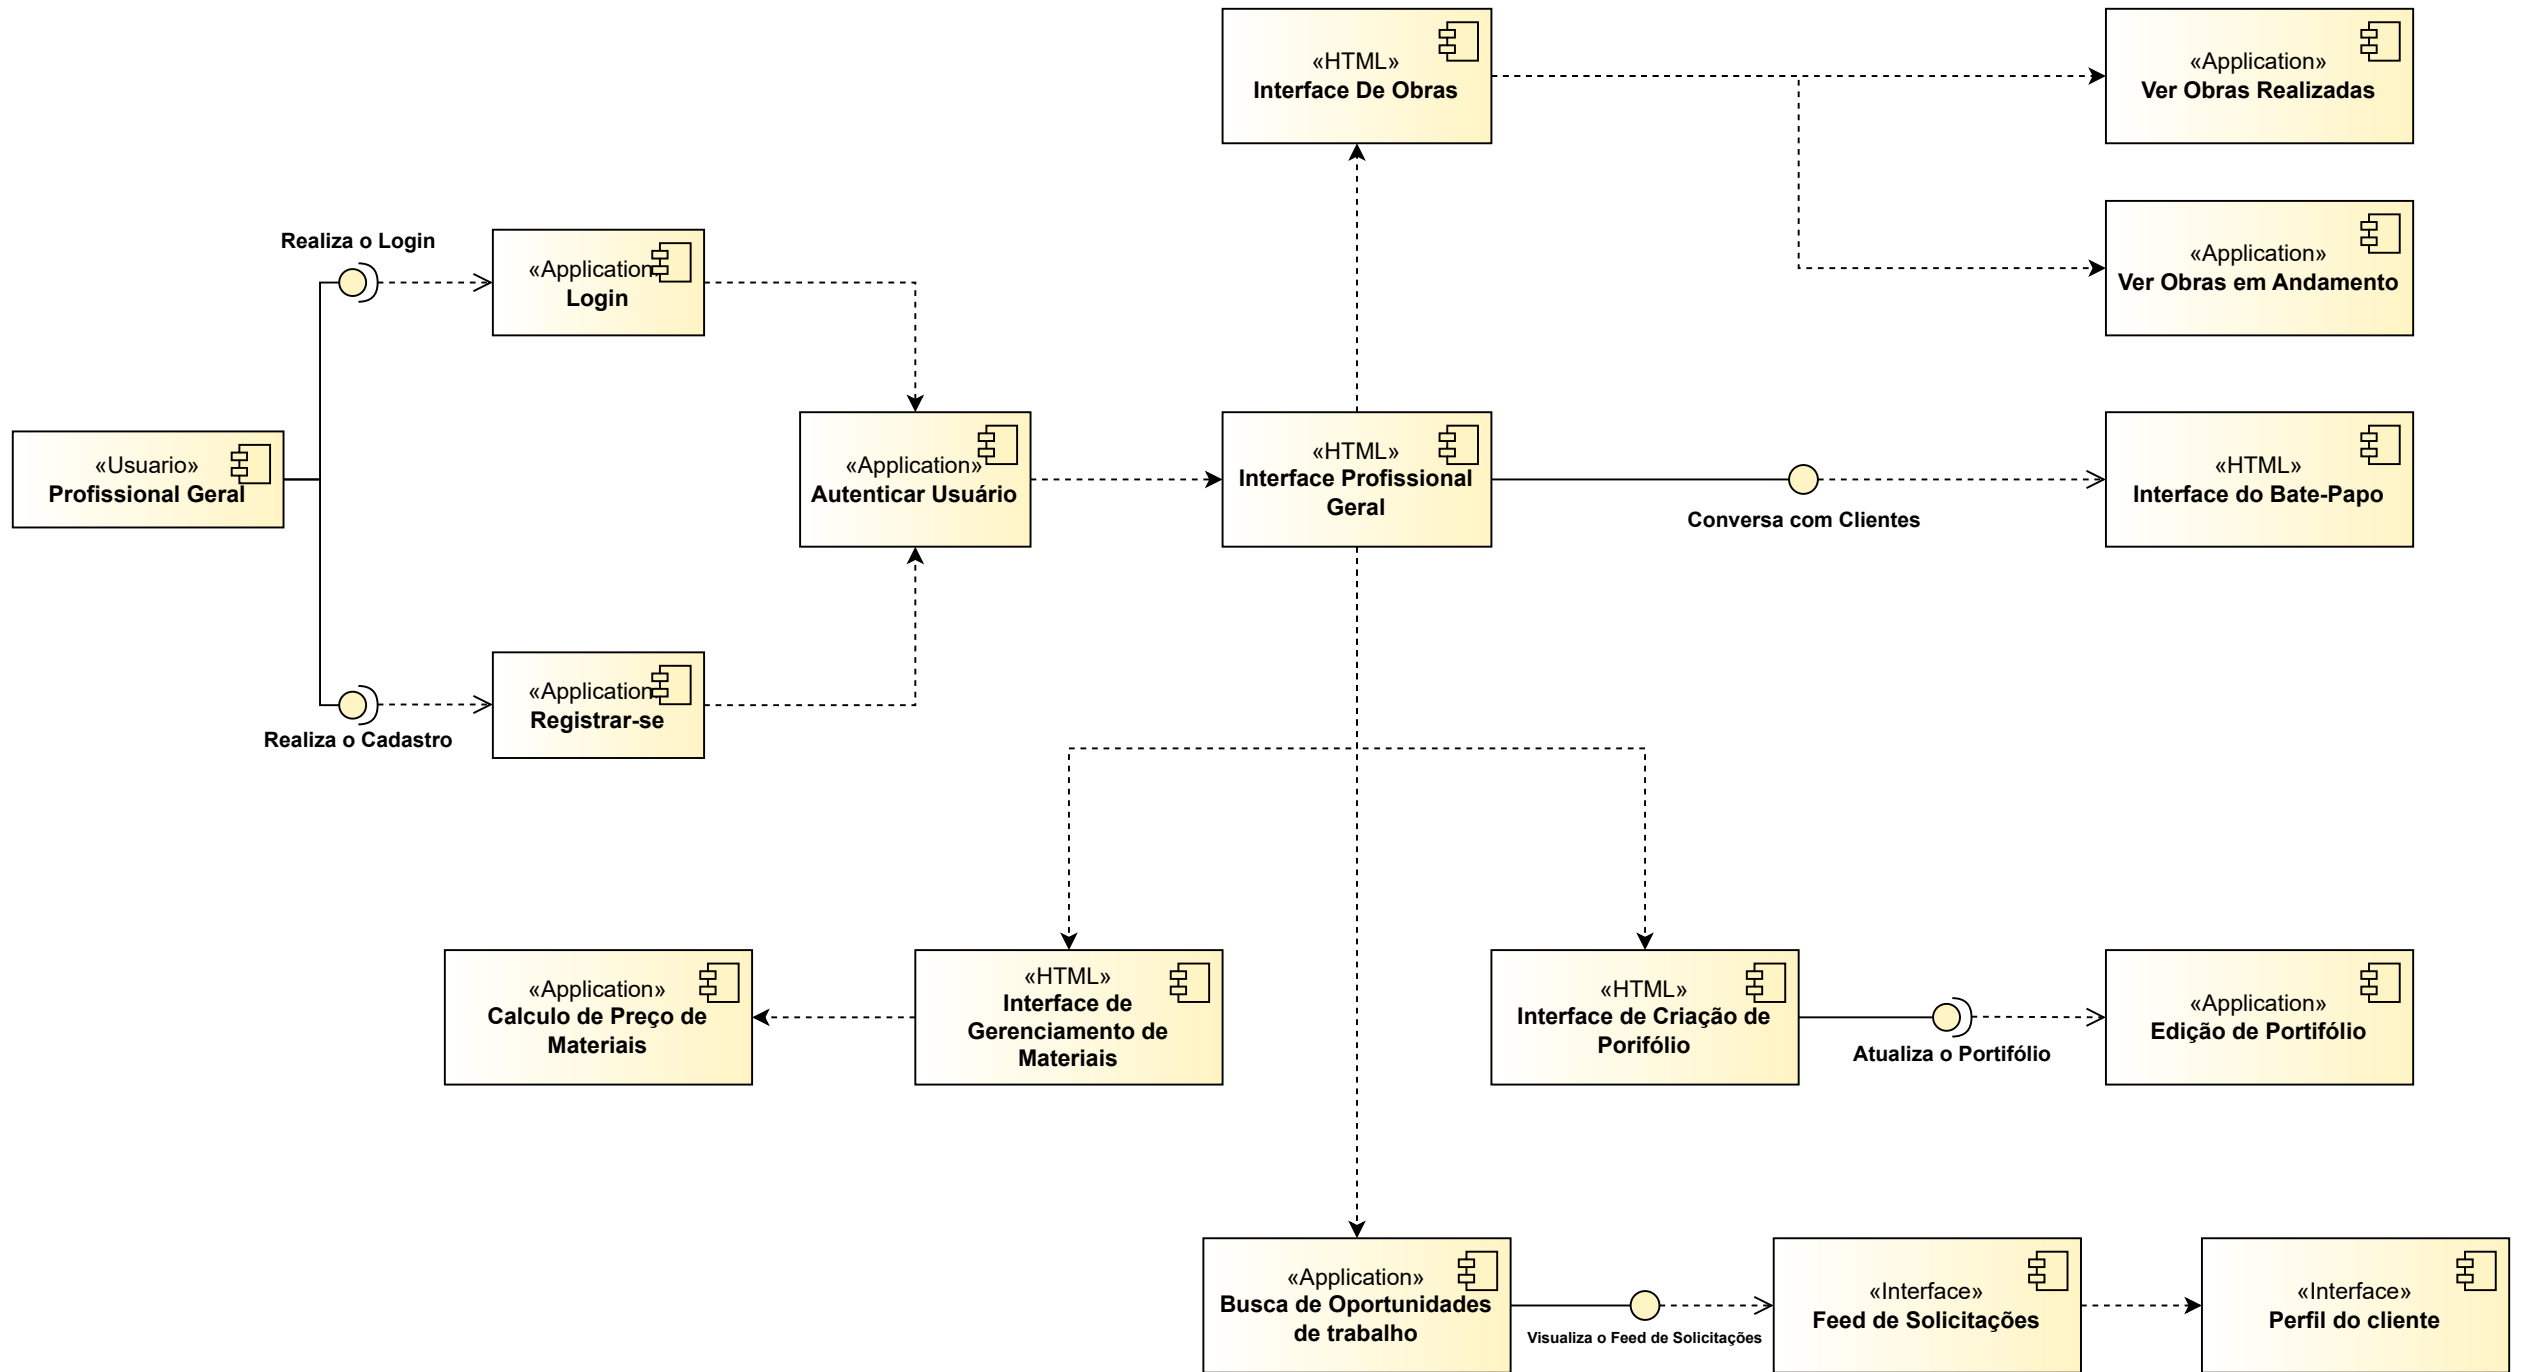 «HTML»
Interface De Obras
«Application»
Ver Obras Realizadas
«Application»
Ver Obras em Andamento
Realiza o Login
«Application»
Login
«Usuario»
Profissional Geral
«Application»
Autenticar Usuário
«HTML»
Interface Profissional
Geral
Conversa com Clientes
«HTML»
Interface do Bate-Papo
«Application»
Registrar-se
Realiza o Cadastro
«Application»
Calculo de Preço de
Materiais
«HTML»
Interface de
Gerenciamento de
Materiais
«HTML»
Interface de Criação de
Porifólio
Atualiza o Portifólio
«Application»
Edição de Portifólio
«Application»
Busca de Oportunidades
de trabalho
Visualiza o Feed de Solicitações
«Interface»
Feed de Solicitações
«Interface»
Perfil do cliente